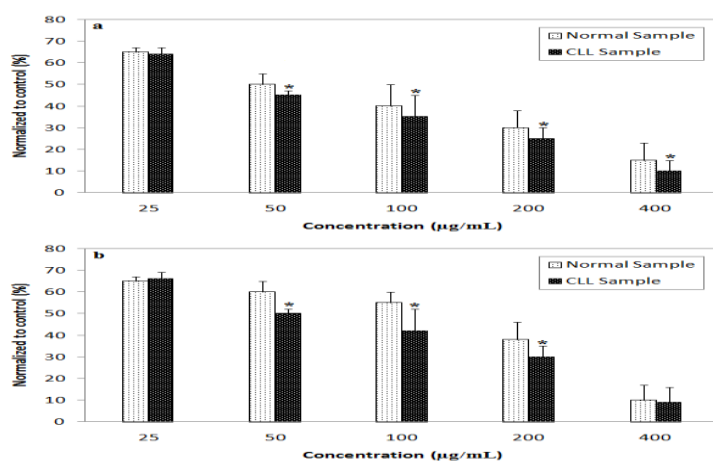 a
Normal Sample
CLL Sample
Normalized to control (%)
80
70
60
50
40
30
20
10
0
*
*
*
*
25 50 100 200 400
Concentration (µg/mL)
b
Normal Sample
CLL Sample
Normalized to control (%)
80
70
60
50
40
30
20
10
0
*
*
*
25 50 100 200 400
Concentration (µg/mL)